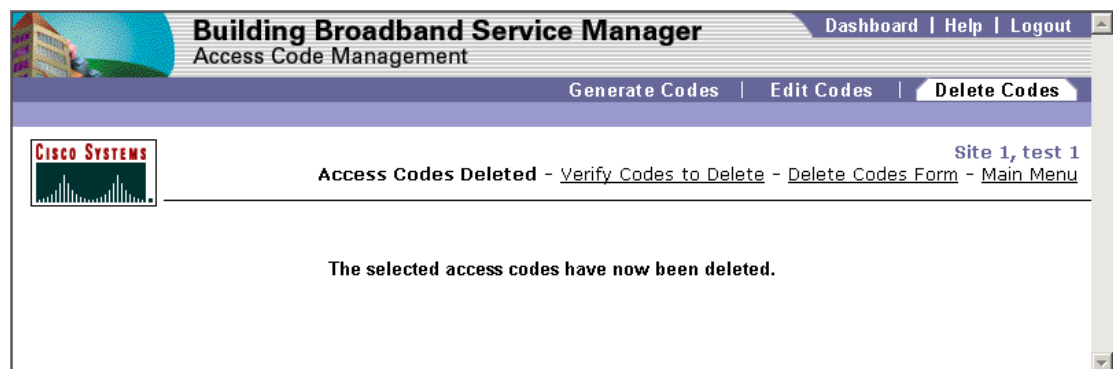 Building Broadband Service Manager
Dashboard | Help | Logout
Access Code Management
Generate Codes | Edit Codes | Delete Codes
CISCO SYSTEMS
Site 1, test 1
Access Codes Deleted - Verify Codes to Delete - Delete Codes Form - Main Menu
The selected access codes have now been deleted.